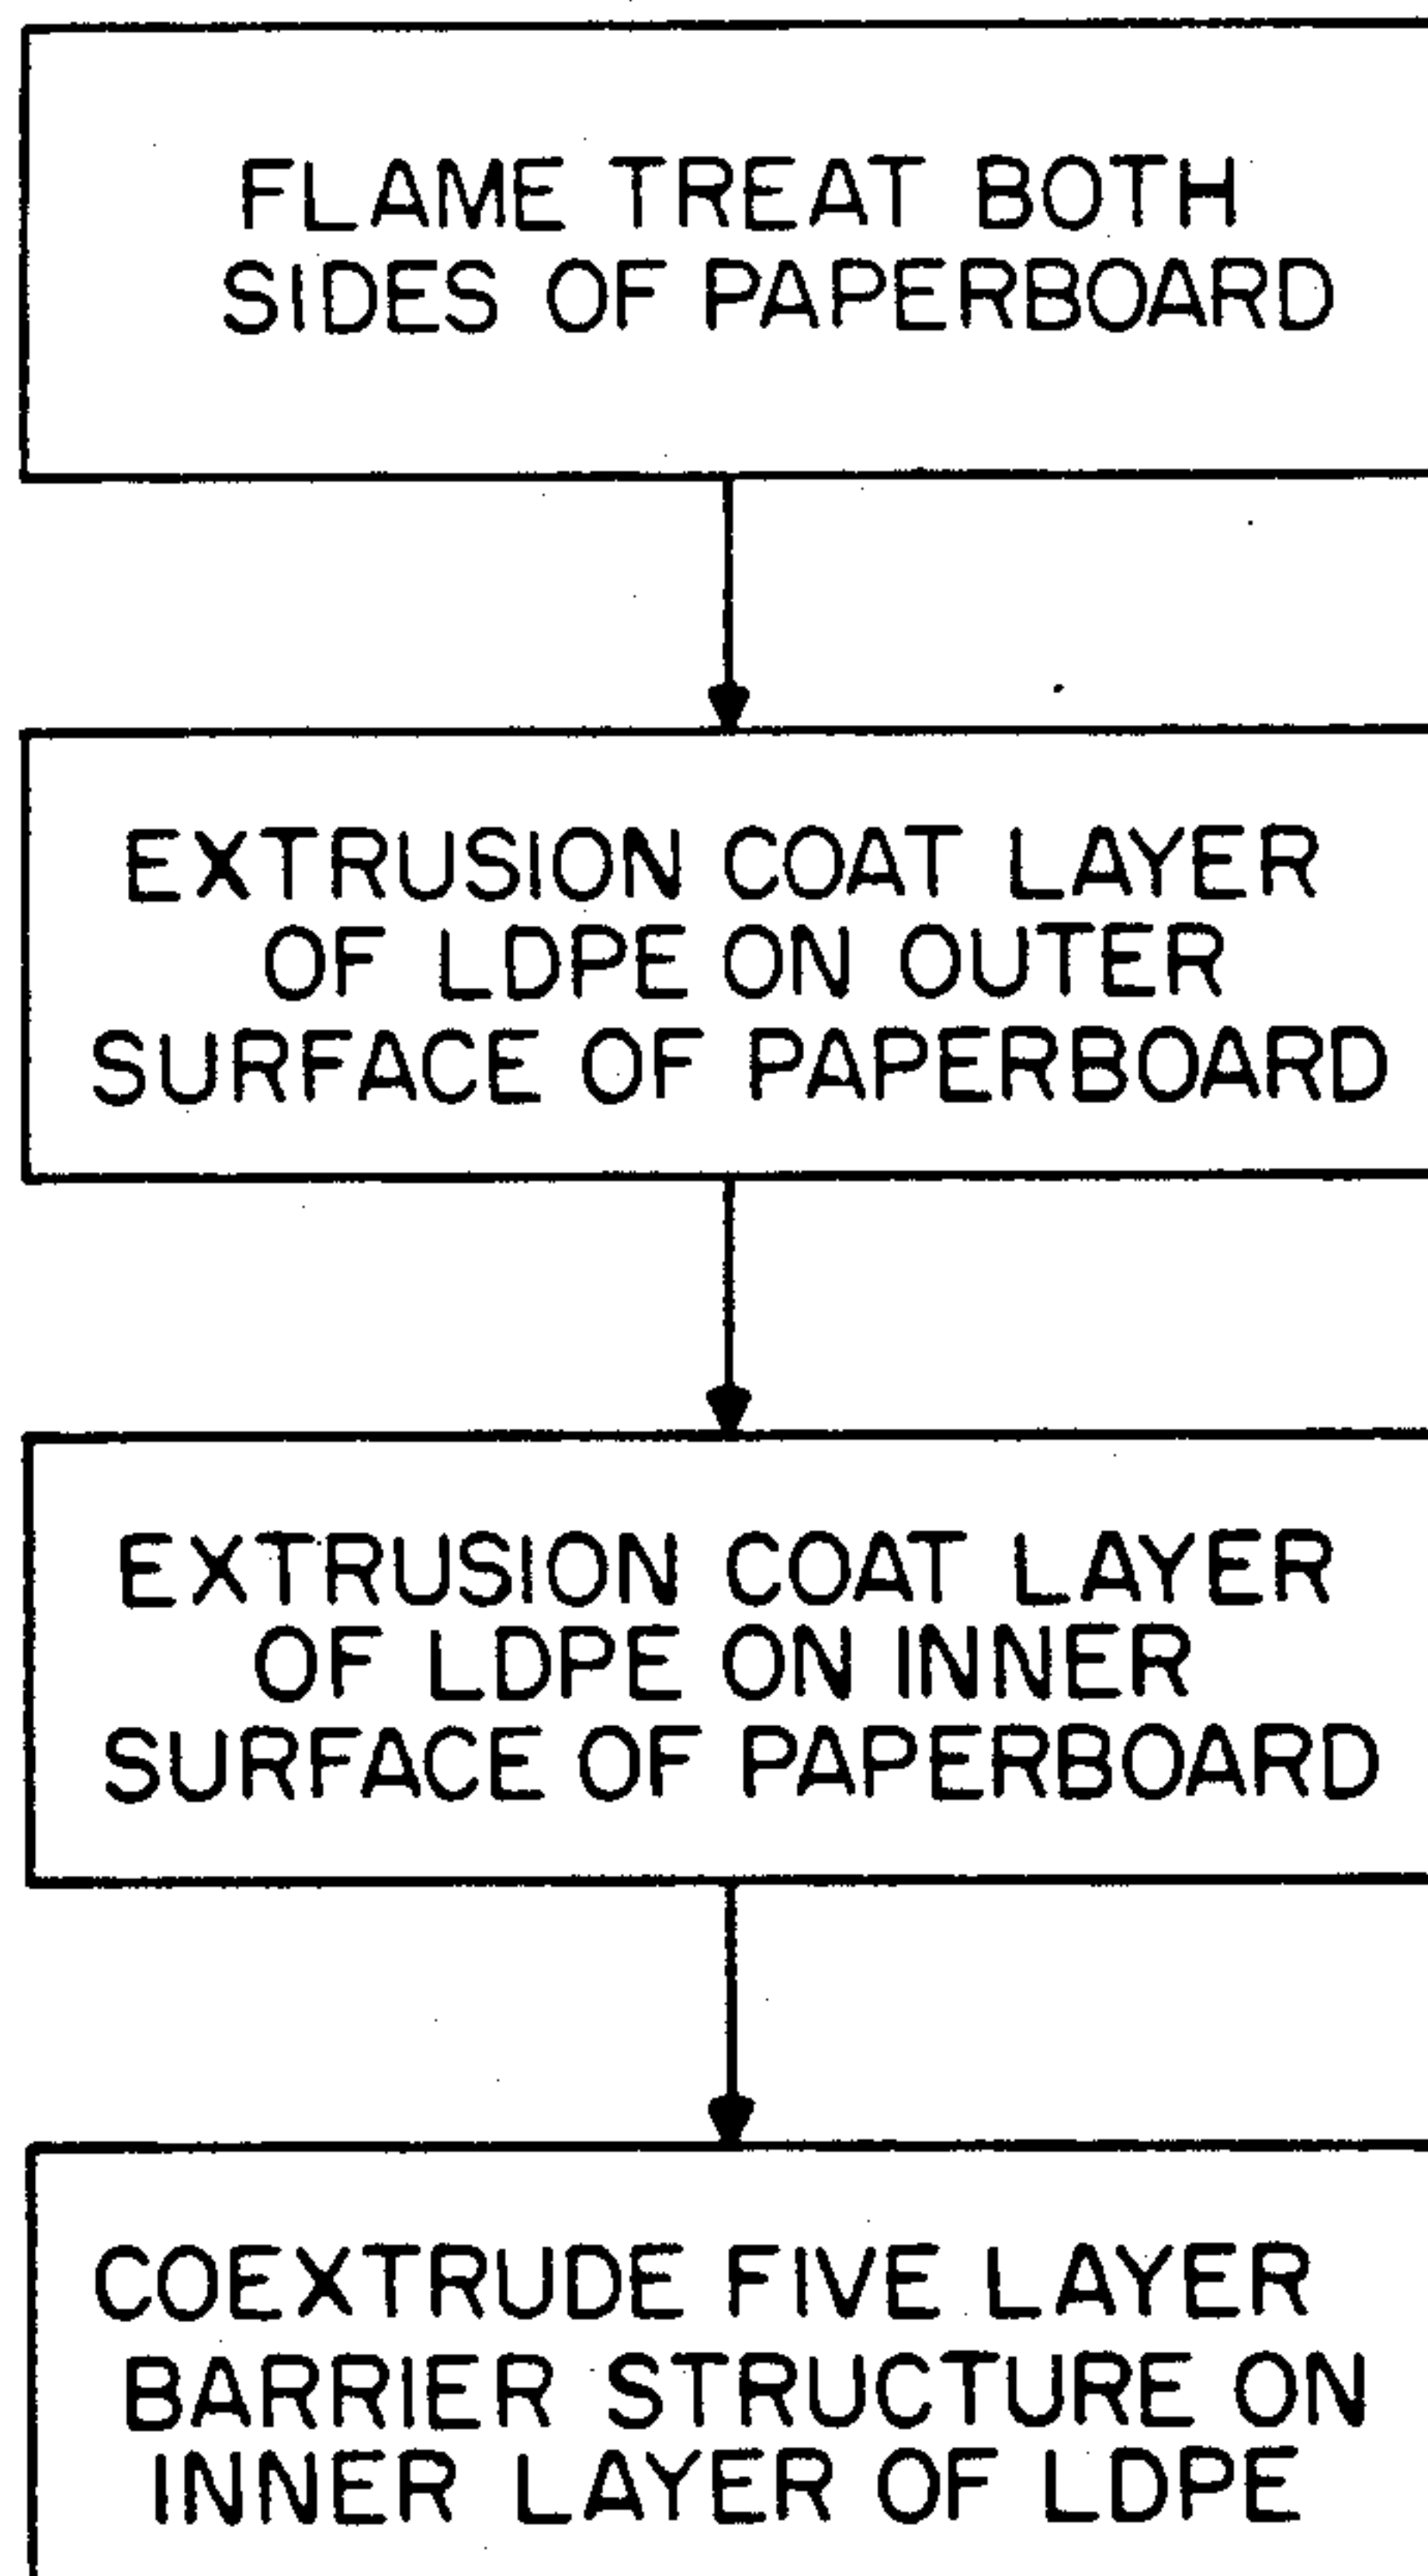 FLAME TREAT BOTH
SIDES OF PAPERBOARD
EXTRUSION COAT LAYER
OF LDPE ON OUTER
SURFACE OF PAPERBOARD
EXTRUSION COAT LAYER
OF LDPE ON INNER
SURFACE OF PAPERBOARD
COEXTRUDE FIVE LAYER
BARRIER STRUCTURE ON
INNER LAYER OF LDPE